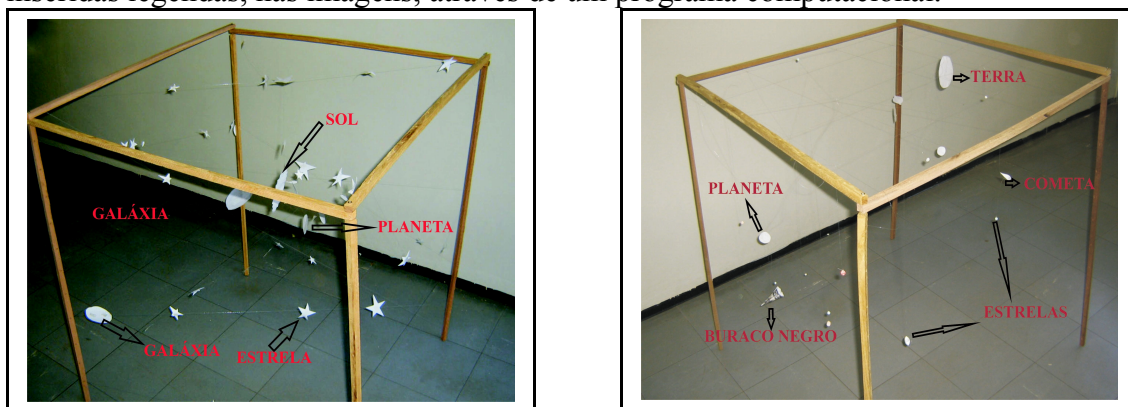 inseridas legendas, nas imagens, através de um programa computacional.
SOL
GALÁXIA
PLANETA
GALÁXIA
ESTRELA
TERRA
PLANETA
COMETA
ESTRELAS
BURACO NEGRO